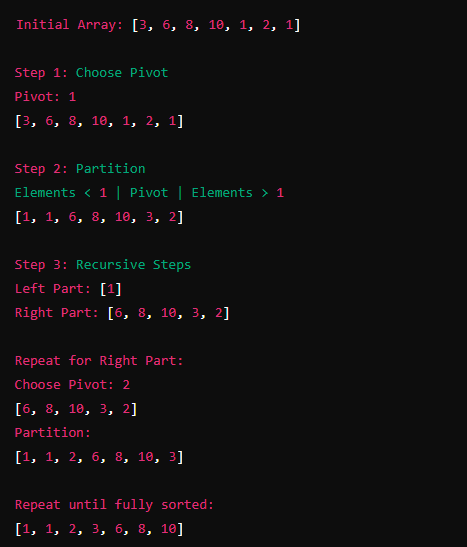 Initial Array: [3, 6, 8, 10, 1, 2, 1]
Step 1: Choose Pivot
Pivot: 1
[3, 6, 8, 10, 1, 2, 1]
Step 2: Partition
Elements < 1 | Pivot | Elements > 1
[1, 1, 6, 8, 10, 3, 2]
Step 3: Recursive Steps
Left Part: [1]
Right Part: [6, 8, 10, 3, 2]
Repeat for Right Part:
Choose Pivot: 2
[6, 8, 10, 3, 2]
Partition:
[1, 1, 2, 6, 8, 10, 3]
Repeat until fully sorted:
[1, 1, 2, 3, 6, 8, 10]